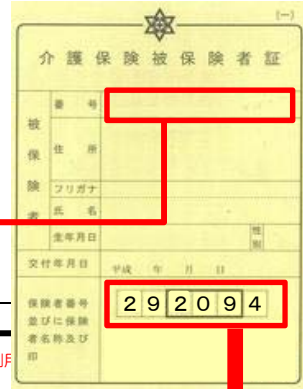 (一)
介護保険被保険者証
被保険者
番号
住所
フリガナ
氏名
生年月日
性別
交付年月日
平成 年 月 日
保険者番号
並びに保険
者名称及び
印
292094